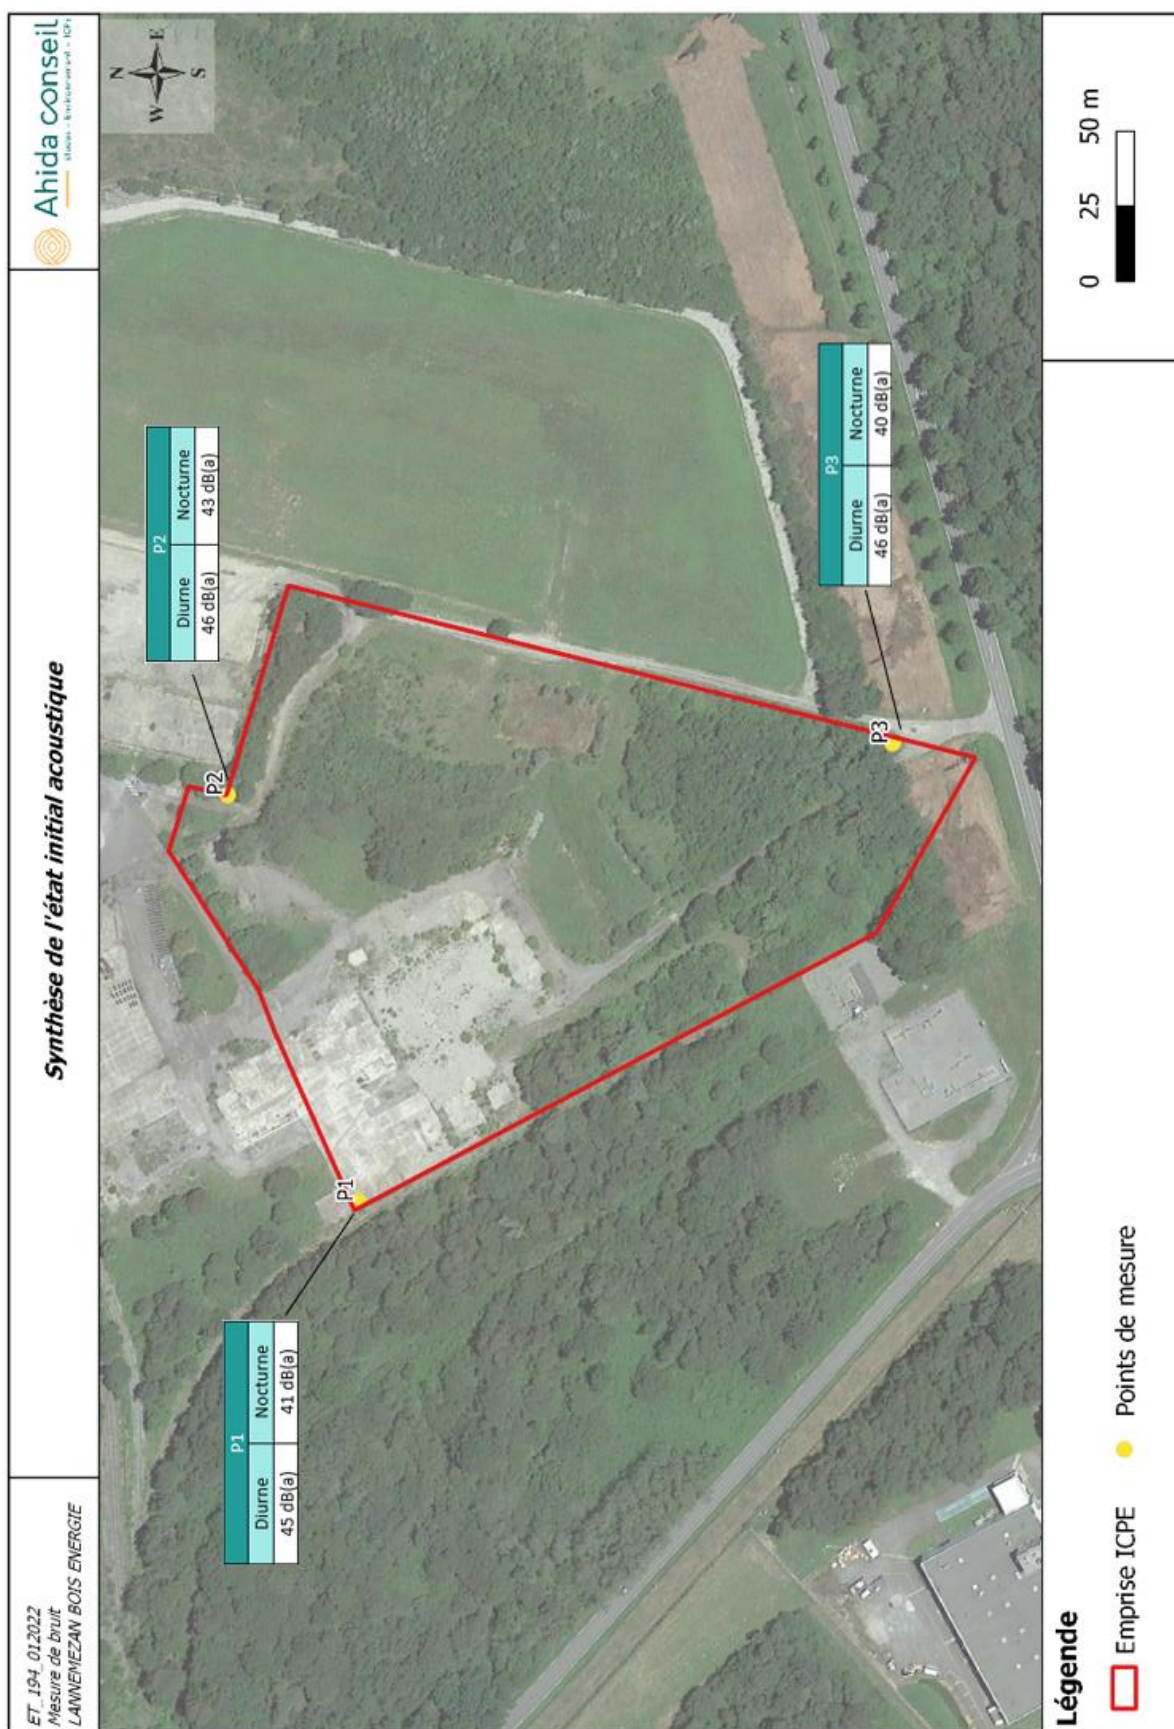 ET_194_012022
Mesure de bruit
LANNEMEZAN BOIS ENERGIE
Synthèse de l'état initial acoustique
Ahida conseil
N
W E
S
P1
Diurne Nocturne
45 dB(a) 41 dB(a)
P2
Diurne Nocturne
46 dB(a) 43 dB(a)
P3
Diurne Nocturne
46 dB(a) 40 dB(a)
P1
P2
P3
Légende
Emprise ICPE
Points de mesure
0 25 50 m